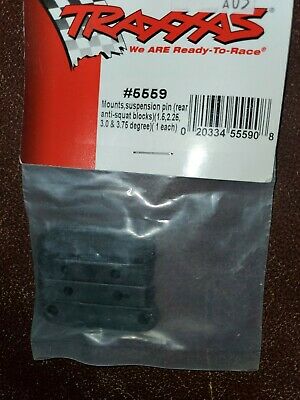 A05
TRAXXAS
We ARE Ready-To-Race®
#5559
Mounts,suspension pin (rear
anti-squat blocks)(1.5,2.25,
3.0 & 3.75 degree)( 1 each)
0 20334 55590 8